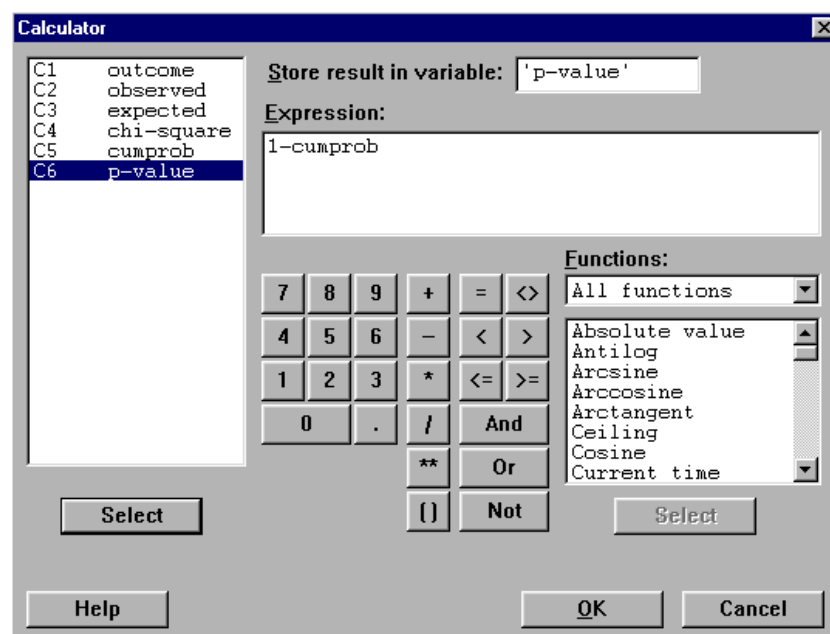 Calculator
C1 outcome
C2 observed
C3 expected
C4 chi-square
C5 cumprob
C6 p-value
Select
Store result in variable: 'p-value'
Expression:
1-cumprob
7 8 9 + = <>
4 5 6 – < >
1 2 3 * <= >=
0 . / And
** Or
() Not
Functions:
All functions
Absolute value
Antilog
Arcsine
Arccosine
Arctangent
Ceiling
Cosine
Current time
Select
Help
OK
Cancel